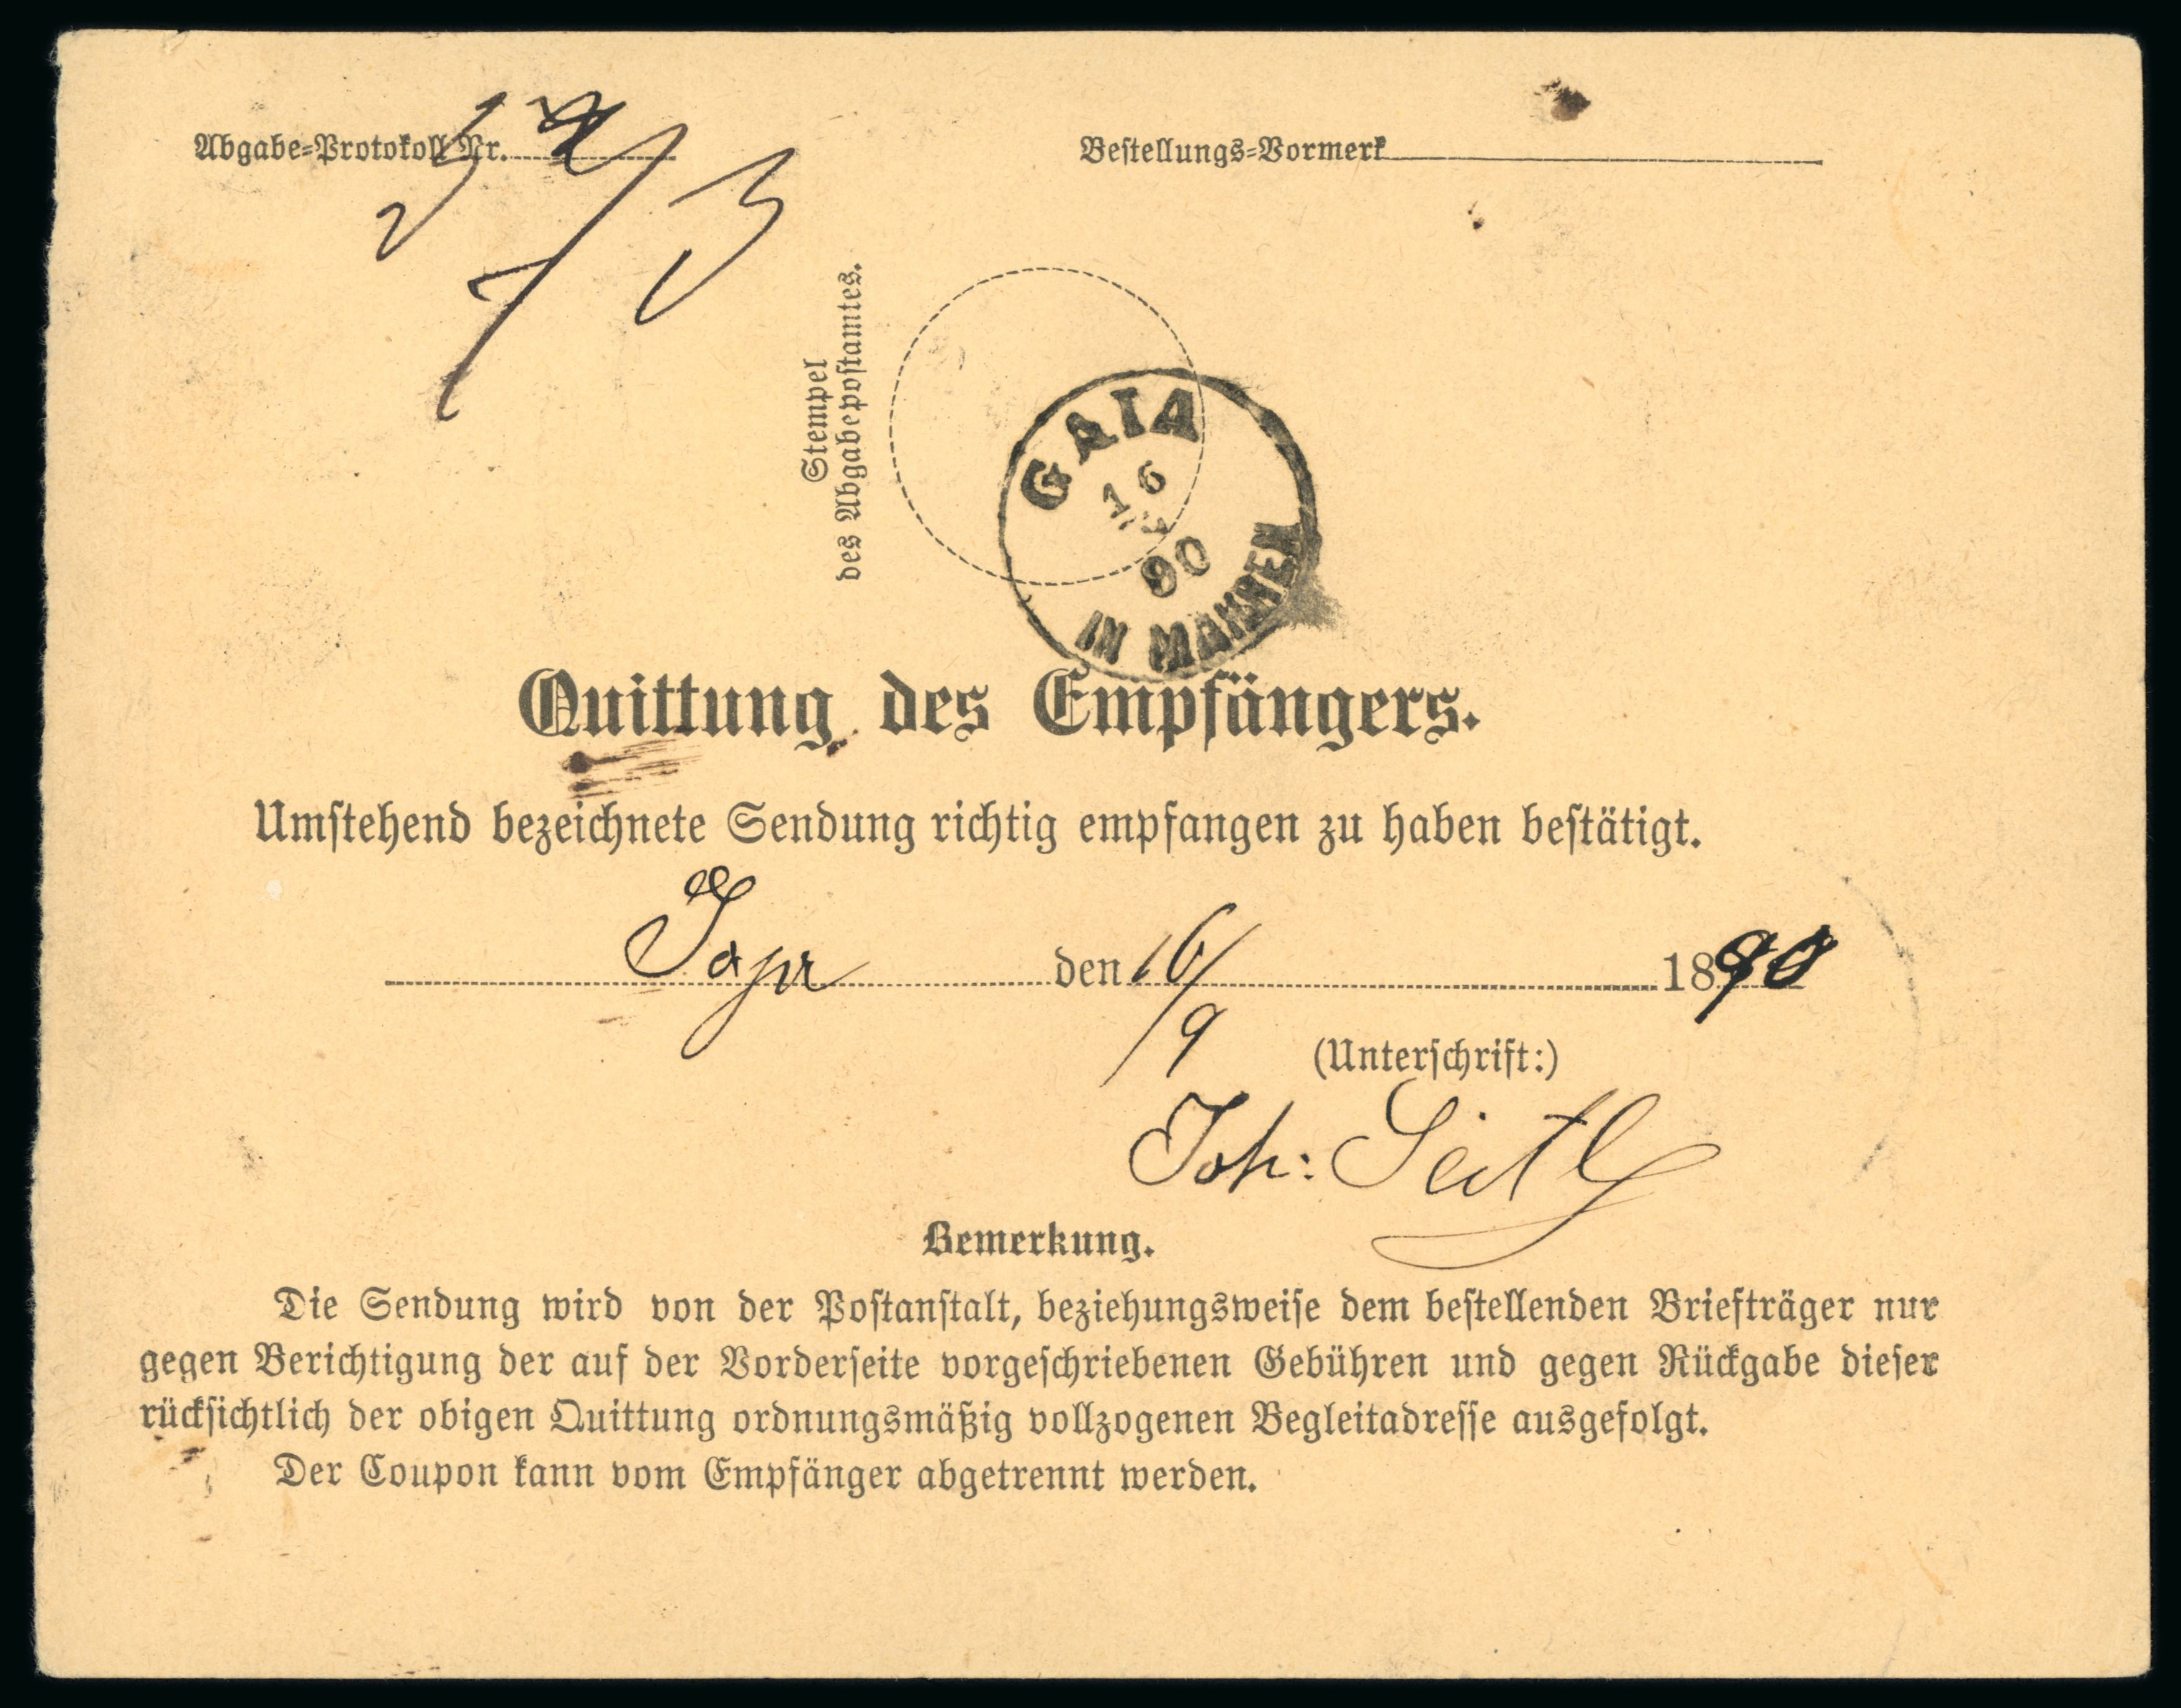 Abgabe-Protokoll Nr.
Bestellungs-Vormerk
Stempel
des Abgabepostamtes.
GAIA
16
90
IN MÄHREN
Quittung des Empfängers.
Umstehend bezeichnete Sendung richtig empfangen zu haben bestätigt.
den 16/9 1890
(Unterschrift:)
Joh: Seitl
Bemerkung.
Die Sendung wird von der Postanstalt, beziehungsweise dem bestellenden Briefträger nur
gegen Berichtigung der auf der Vorderseite vorgeschriebenen Gebühren und gegen Rückgabe dieser
rücksichtlich der obigen Quittung ordnungsmäßig vollzogenen Begleitadresse ausgefolgt.
Der Coupon kann vom Empfänger abgetrennt werden.